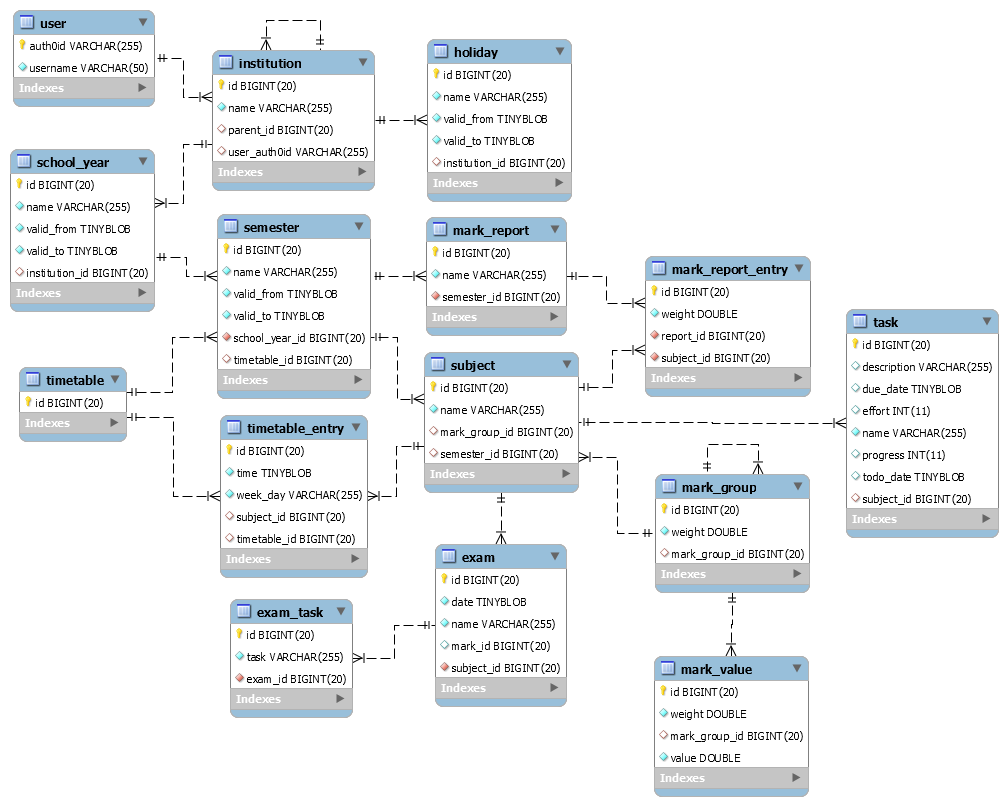 user
auth0id VARCHAR(255)
username VARCHAR(50)
Indexes
institution
id BIGINT(20)
name VARCHAR(255)
parent_id BIGINT(20)
user_auth0id VARCHAR(255)
Indexes
holiday
id BIGINT(20)
name VARCHAR(255)
valid_from TINYBLOB
valid_to TINYBLOB
institution_id BIGINT(20)
Indexes
school_year
id BIGINT(20)
name VARCHAR(255)
valid_from TINYBLOB
valid_to TINYBLOB
institution_id BIGINT(20)
Indexes
semester
id BIGINT(20)
name VARCHAR(255)
valid_from TINYBLOB
valid_to TINYBLOB
school_year_id BIGINT(20)
timetable_id BIGINT(20)
Indexes
mark_report
id BIGINT(20)
name VARCHAR(255)
semester_id BIGINT(20)
Indexes
mark_report_entry
id BIGINT(20)
weight DOUBLE
report_id BIGINT(20)
subject_id BIGINT(20)
Indexes
task
id BIGINT(20)
description VARCHAR(255)
due_date TINYBLOB
effort INT(11)
name VARCHAR(255)
progress INT(11)
todo_date TINYBLOB
subject_id BIGINT(20)
Indexes
timetable
id BIGINT(20)
Indexes
subject
id BIGINT(20)
name VARCHAR(255)
mark_group_id BIGINT(20)
semester_id BIGINT(20)
Indexes
timetable_entry
id BIGINT(20)
time TINYBLOB
week_day VARCHAR(255)
subject_id BIGINT(20)
timetable_id BIGINT(20)
Indexes
mark_group
id BIGINT(20)
weight DOUBLE
mark_group_id BIGINT(20)
Indexes
exam
id BIGINT(20)
date TINYBLOB
name VARCHAR(255)
mark_id BIGINT(20)
subject_id BIGINT(20)
Indexes
exam_task
id BIGINT(20)
task VARCHAR(255)
exam_id BIGINT(20)
Indexes
mark_value
id BIGINT(20)
weight DOUBLE
mark_group_id BIGINT(20)
value DOUBLE
Indexes